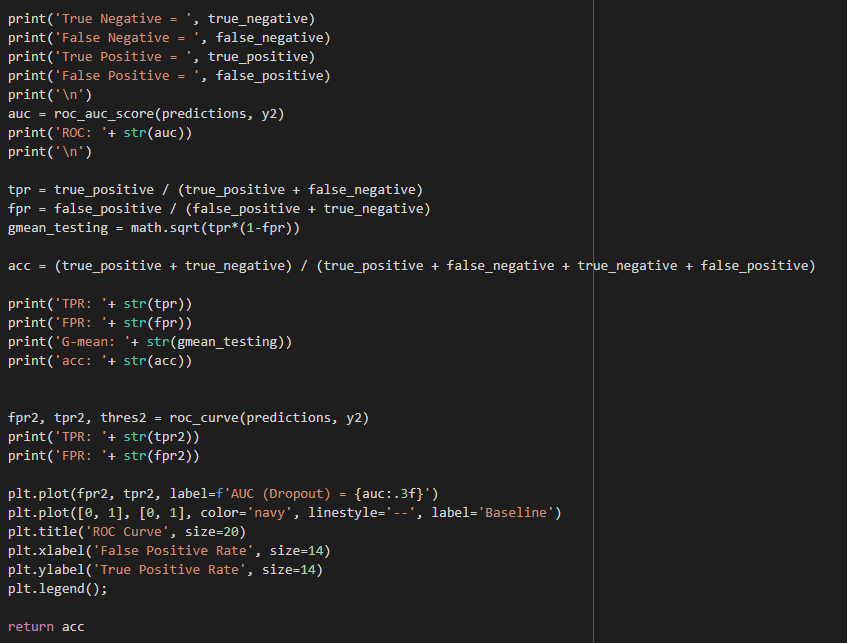 print('True Negative = ', true_negative)
print('False Negative = ', false_negative)
print('True Positive = ', true_positive)
print('False Positive = ', false_positive)
print('\n')
auc = roc_auc_score(predictions, y2)
print('ROC: '+ str(auc))
print('\n')
tpr = true_positive / (true_positive + false_negative)
fpr = false_positive / (false_positive + true_negative)
gmean_testing = math.sqrt(tpr*(1-fpr))
acc = (true_positive + true_negative) / (true_positive + false_negative + true_negative + false_positive)
print('TPR: '+ str(tpr))
print('FPR: '+ str(fpr))
print('G-mean: '+ str(gmean_testing))
print('acc: '+ str(acc))
fpr2, tpr2, thres2 = roc_curve(predictions, y2)
print('TPR: '+ str(tpr2))
print('FPR: '+ str(fpr2))
plt.plot(fpr2, tpr2, label=f'AUC (Dropout) = {auc:.3f}')
plt.plot([0, 1], [0, 1], color='navy', linestyle='--', label='Baseline')
plt.title('ROC Curve', size=20)
plt.xlabel('False Positive Rate', size=14)
plt.ylabel('True Positive Rate', size=14)
plt.legend();
return acc